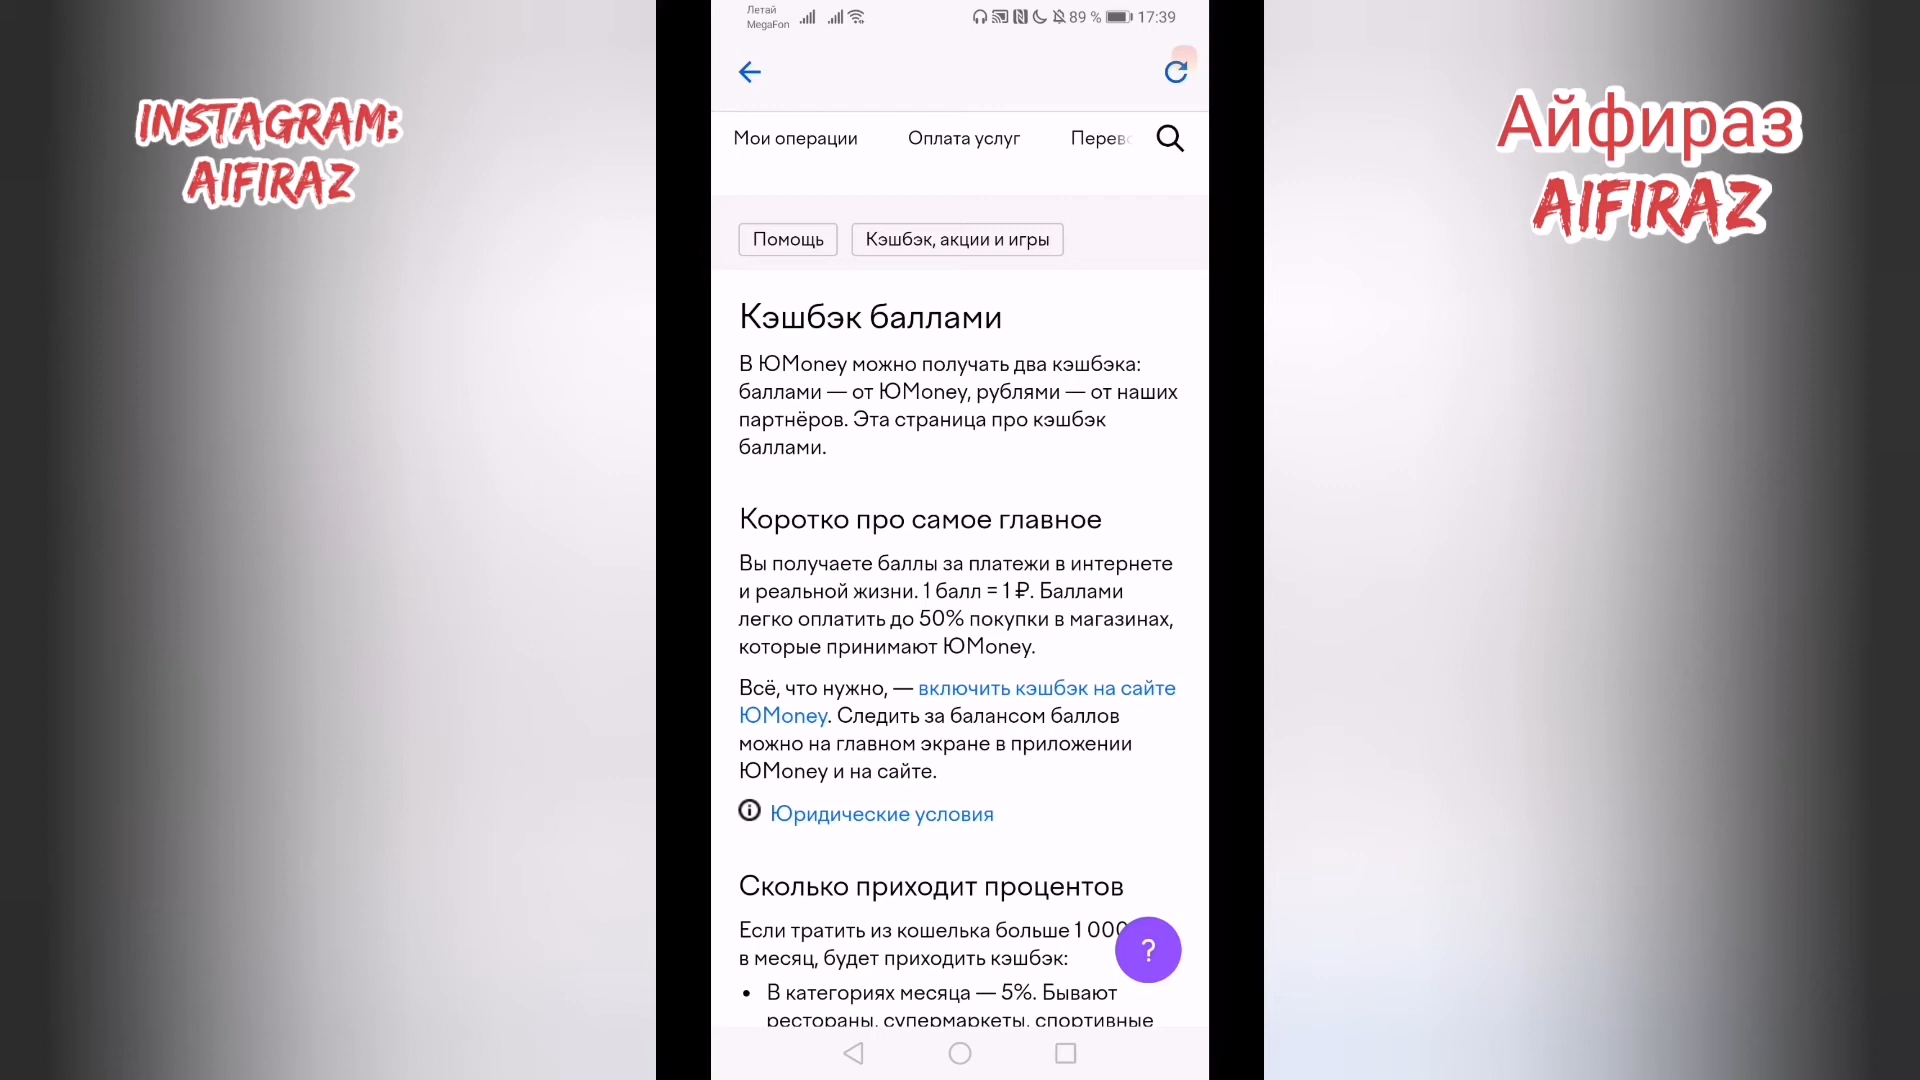 Летай
MegaFon
89 % 17:39
INSTAGRAM:
AIFIRAZ
Айфираз
AIFIRAZ
Мои операции Оплата услуг Перево
Помощь Кэшбэк, акции и игры
Кэшбэк баллами
В ЮMoney можно получать два кэшбэка:
баллами — от ЮMoney, рублями — от наших
партнёров. Эта страница про кэшбэк
баллами.
Коротко про самое главное
Вы получаете баллы за платежи в интернете
и реальной жизни. 1 балл = 1 ₽. Баллами
легко оплатить до 50% покупки в магазинах,
которые принимают ЮMoney.
Всё, что нужно, — включить кэшбэк на сайте
ЮMoney. Следить за балансом баллов
можно на главном экране в приложении
ЮMoney и на сайте.
Юридические условия
Сколько приходит процентов
Если тратить из кошелька больше 1 000
в месяц, будет приходить кэшбэк:
?
• В категориях месяца — 5%. Бывают
рестораны, супермаркеты, спортивные